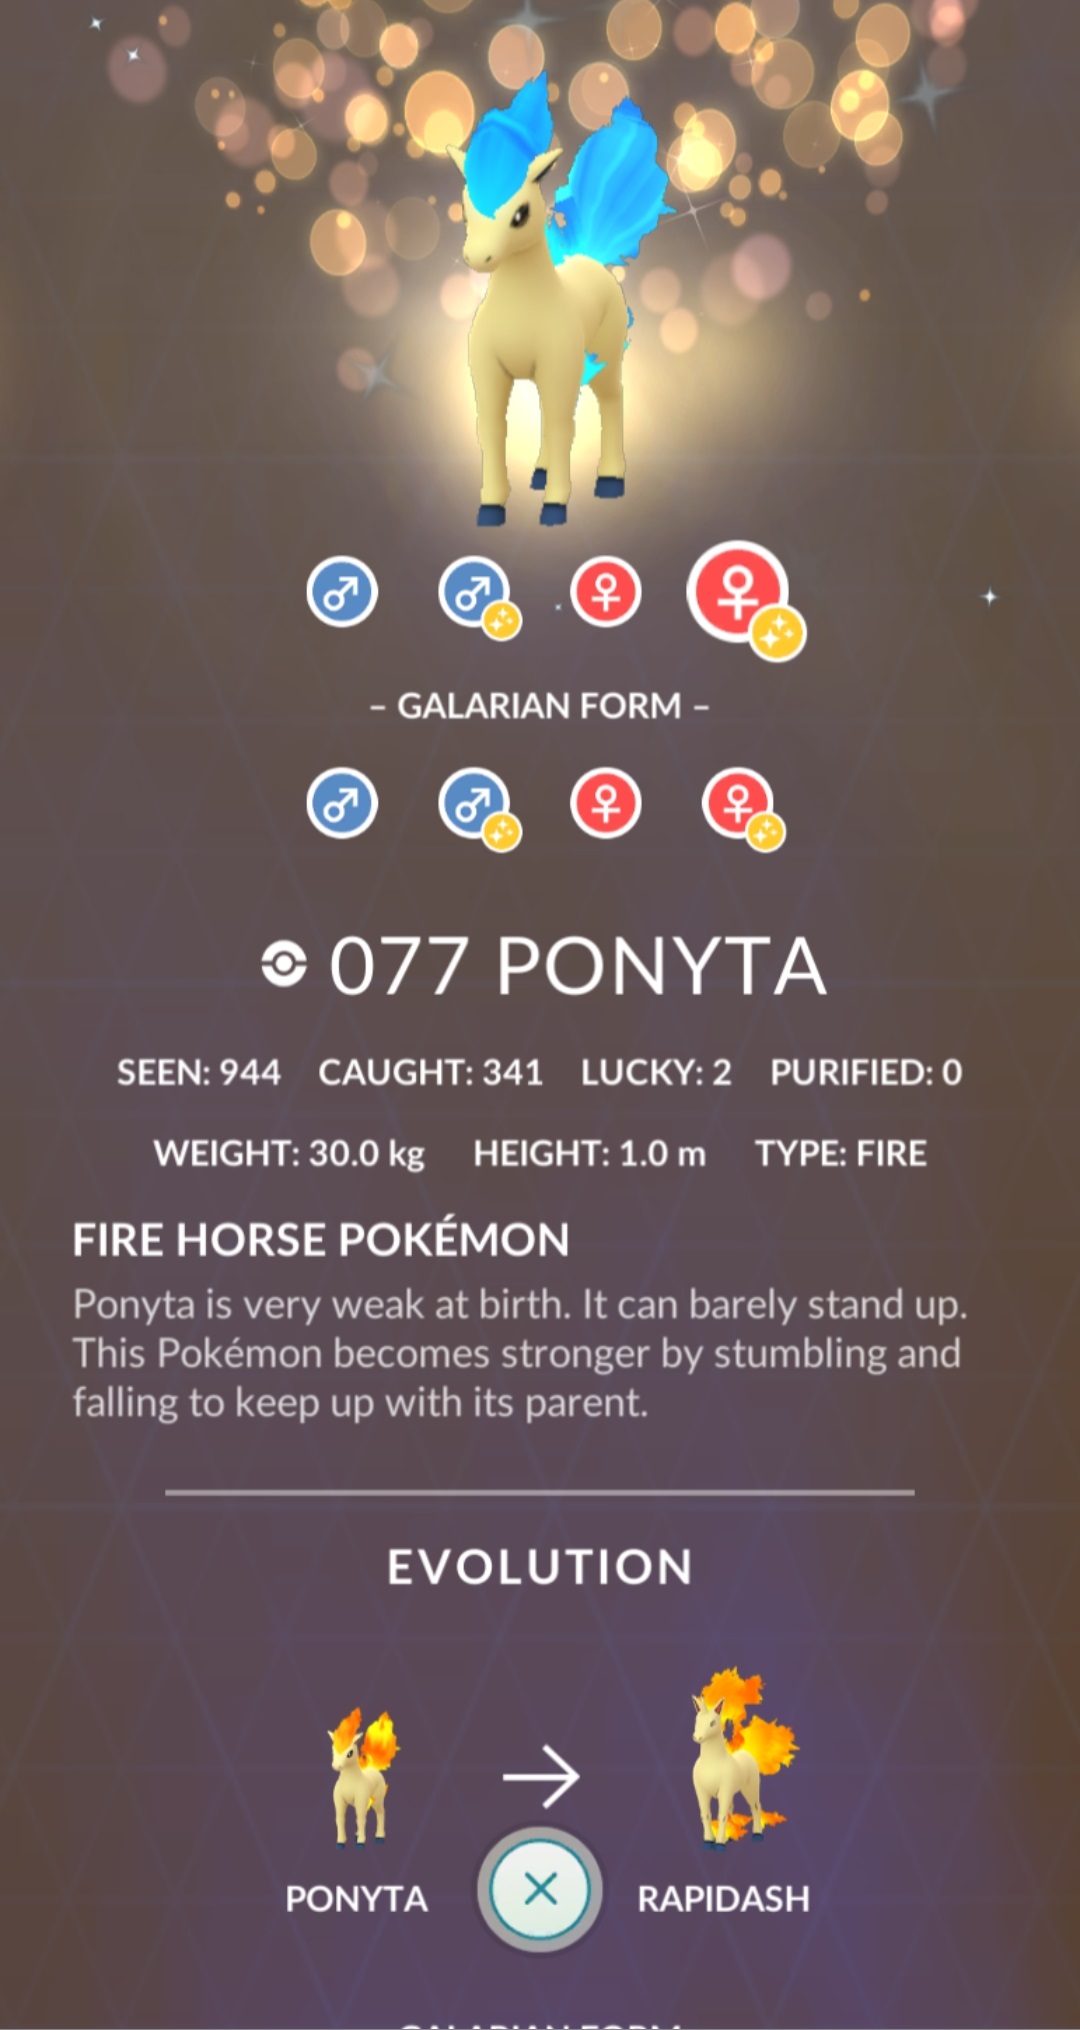 – GALARIAN FORM –
077 PONYTA
SEEN: 944 CAUGHT: 341 LUCKY: 2 PURIFIED: 0
WEIGHT: 30.0 kg HEIGHT: 1.0 m TYPE: FIRE
FIRE HORSE POKÉMON
Ponyta is very weak at birth. It can barely stand up.
This Pokémon becomes stronger by stumbling and
falling to keep up with its parent.
EVOLUTION
PONYTA RAPIDASH
GALARIAN FORM